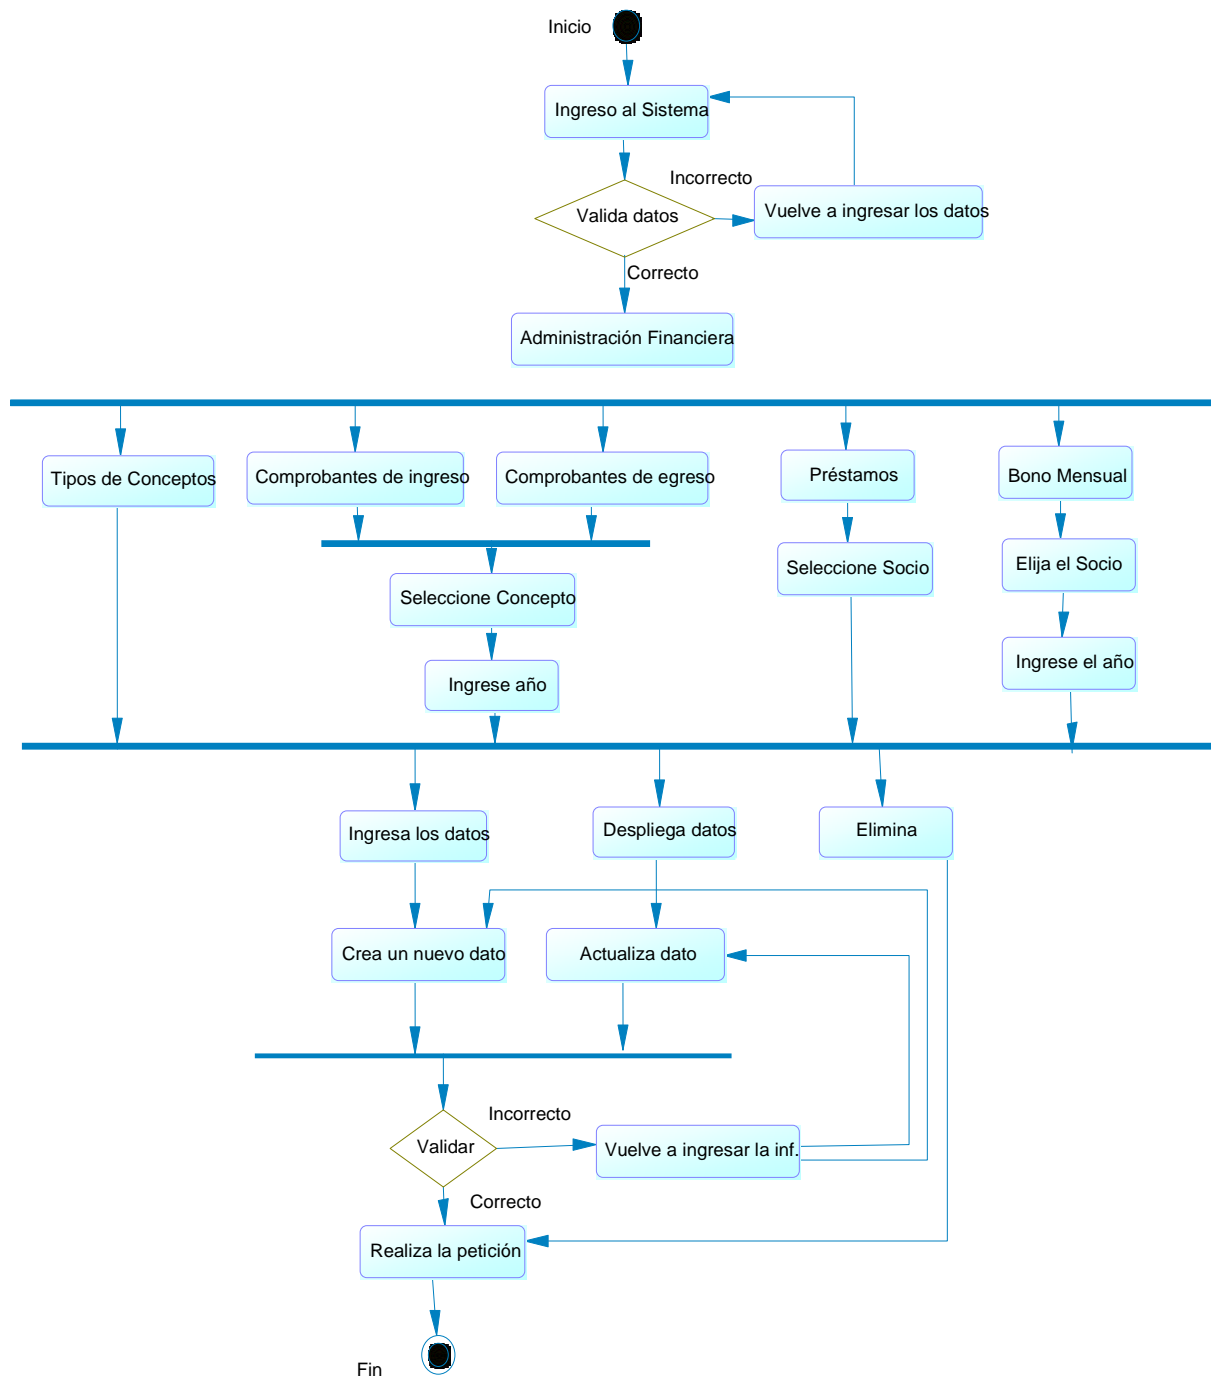 Inicio
Ingreso al Sistema
Incorrecto
Valida datos
Vuelve a ingresar los datos
Correcto
Administración Financiera
Tipos de Conceptos
Comprobantes de ingreso
Comprobantes de egreso
Préstamos
Bono Mensual
Seleccione Concepto
Seleccione Socio
Elija el Socio
Ingrese año
Ingrese el año
Ingresa los datos
Despliega datos
Elimina
Crea un nuevo dato
Actualiza dato
Incorrecto
Validar
Vuelve a ingresar la inf.
Correcto
Realiza la petición
Fin